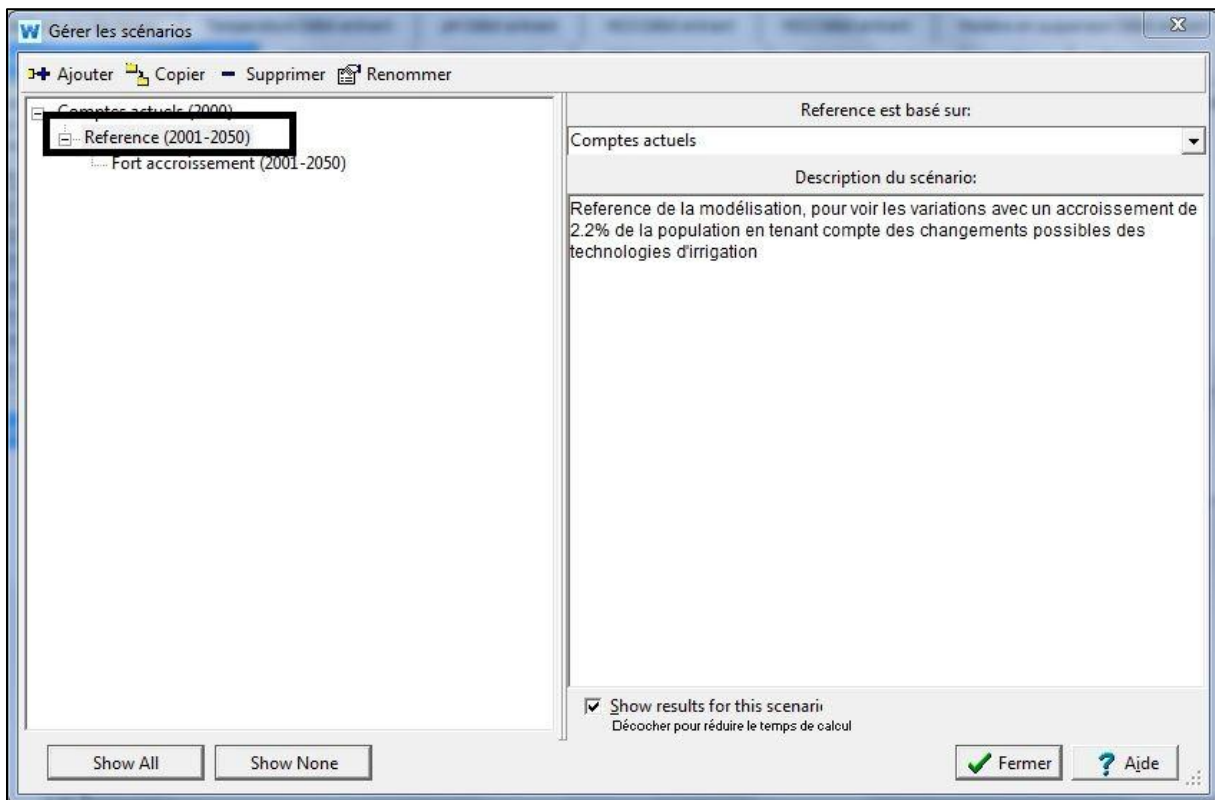 Gérer les scénarios
Ajouter Copier Supprimer Renommer
Comptes actuels (2000)
Reference (2001-2050)
Fort accroissement (2001-2050)
Reference est basé sur:
Comptes actuels
Description du scénario:
Reference de la modélisation, pour voir les variations avec un accroissement de
2.2% de la population en tenant compte des changements possibles des
technologies d'irrigation
Show results for this scenari
Décocher pour réduire le temps de calcul
Show All Show None Fermer ? Aide